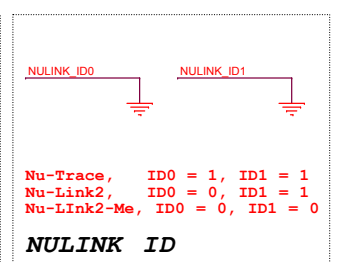 NULINK_ID0 NULINK_ID1
Nu-Trace, ID0 = 1, ID1 = 1
Nu-Link2, ID0 = 0, ID1 = 1
Nu-LInk2-Me, ID0 = 0, ID1 = 0
NULINK ID